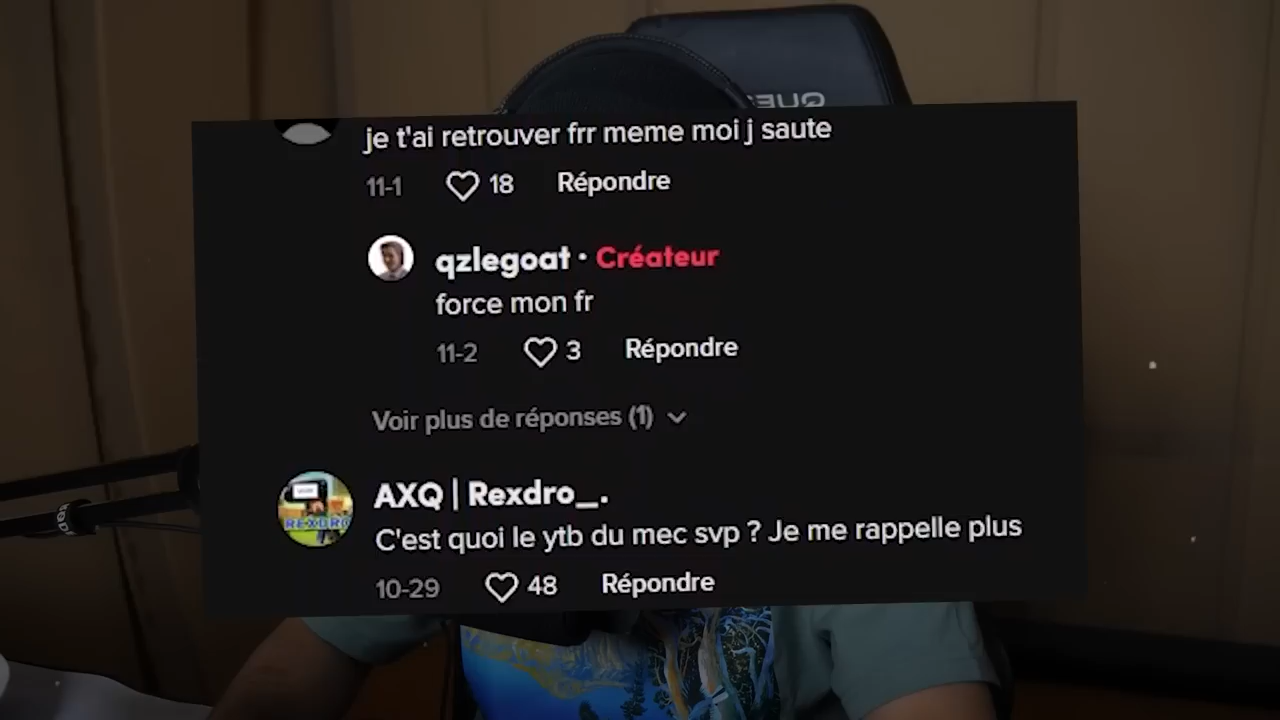 je t'ai retrouver frr meme moi j saute
11-1 18 Répondre
qzlegoat · Créateur
force mon fr
11-2 3 Répondre
Voir plus de réponses (1)
AXQ | Rexdro_.
REXDRO
C'est quoi le ytb du mec svp ? Je me rappelle plus
10-29 48 Répondre